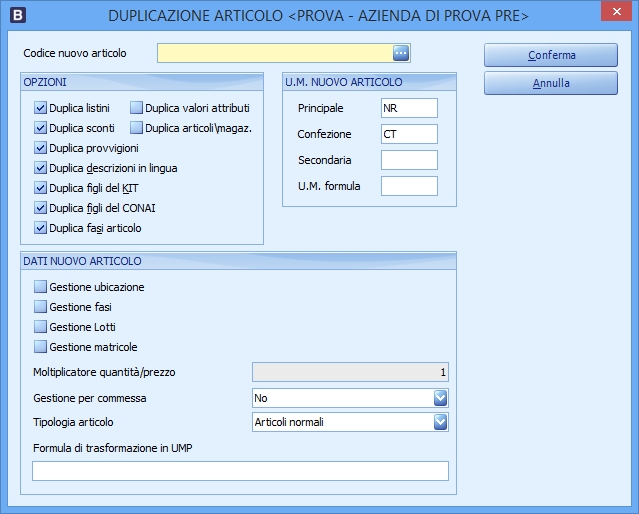 B
DUPLICAZIONE ARTICOLO <PROVA - AZIENDA DI PROVA PRE>
Codice nuovo articolo
Conferma
Annulla
OPZIONI
Duplica listini
Duplica valori attributi
Duplica sconti
Duplica articoli\magaz.
Duplica provvigioni
Duplica descrizioni in lingua
Duplica figli del KIT
Duplica figli del CONAI
Duplica fasi articolo
U.M. NUOVO ARTICOLO
Principale NR
Confezione CT
Secondaria
U.M. formula
DATI NUOVO ARTICOLO
Gestione ubicazione
Gestione fasi
Gestione Lotti
Gestione matricole
Moltiplicatore quantità/prezzo 1
Gestione per commessa No
Tipologia articolo Articoli normali
Formula di trasformazione in UMP